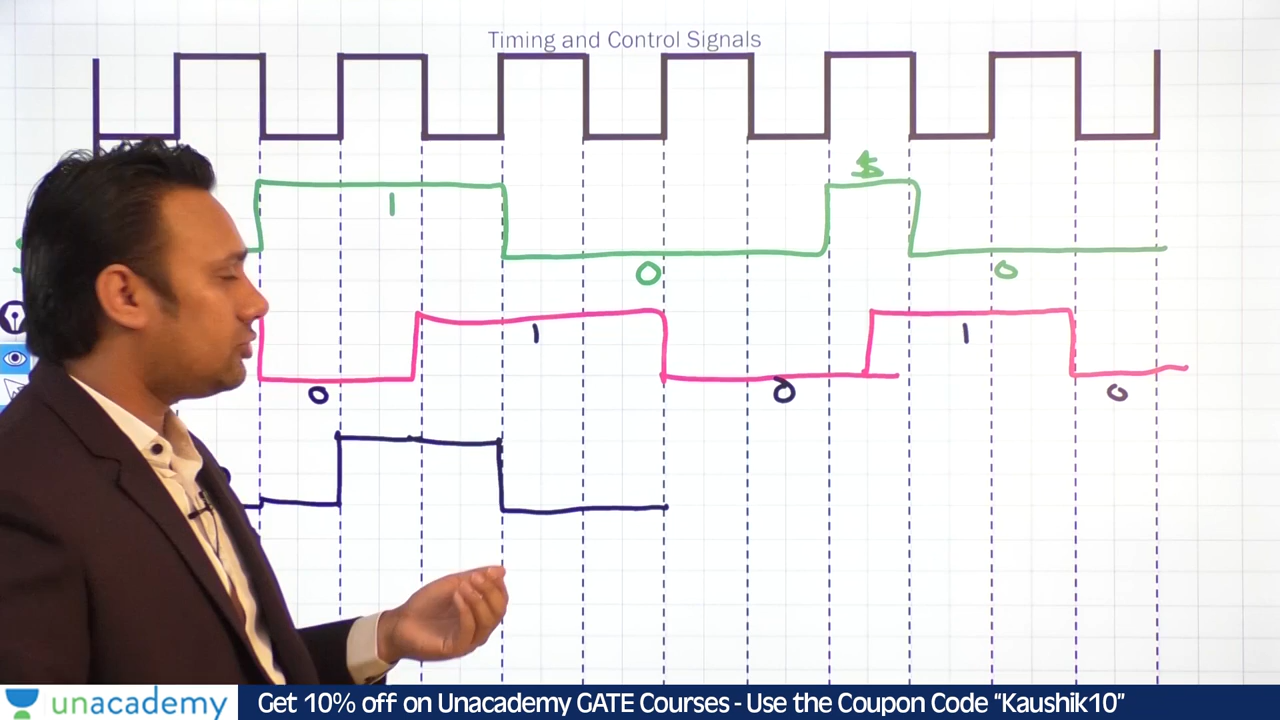 Timing and Control Signals
1
0
0
1
0
1
0
0
unacademy
Get 10% off on Unacademy GATE Courses - Use the Coupon Code “Kaushik10”